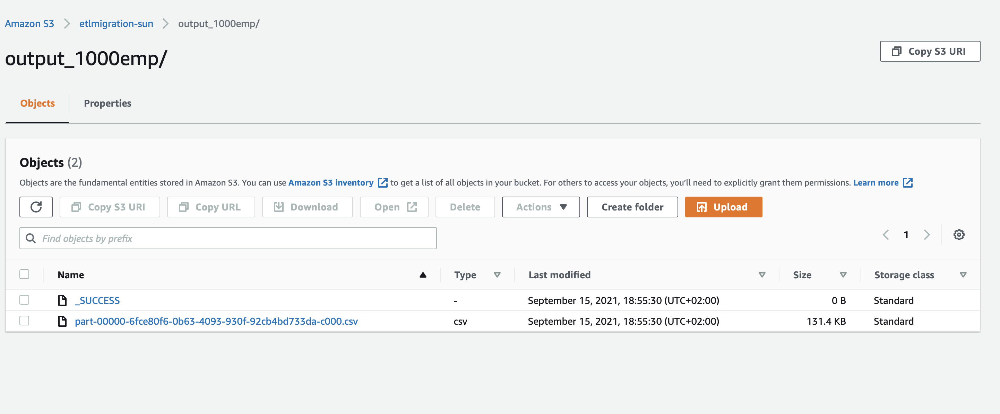 Amazon S3 etlmigration-sun output_1000emp/
output_1000emp/
Copy S3 URI
Objects Properties
Objects (2)
Objects are the fundamental entities stored in Amazon S3. You can use Amazon S3 inventory to get a list of all objects in your bucket. For others to access your objects, you’ll need to explicitly grant them permissions. Learn more
Copy S3 URI Copy URL Download Open Delete Actions Create folder Upload
Find objects by prefix
1
Name Type Last modified Size Storage class
_SUCCESS - September 15, 2021, 18:55:30 (UTC+02:00) 0 B Standard
part-00000-6fce80f6-0b63-4093-930f-92cb4bd733da-c000.csv csv September 15, 2021, 18:55:30 (UTC+02:00) 131.4 KB Standard